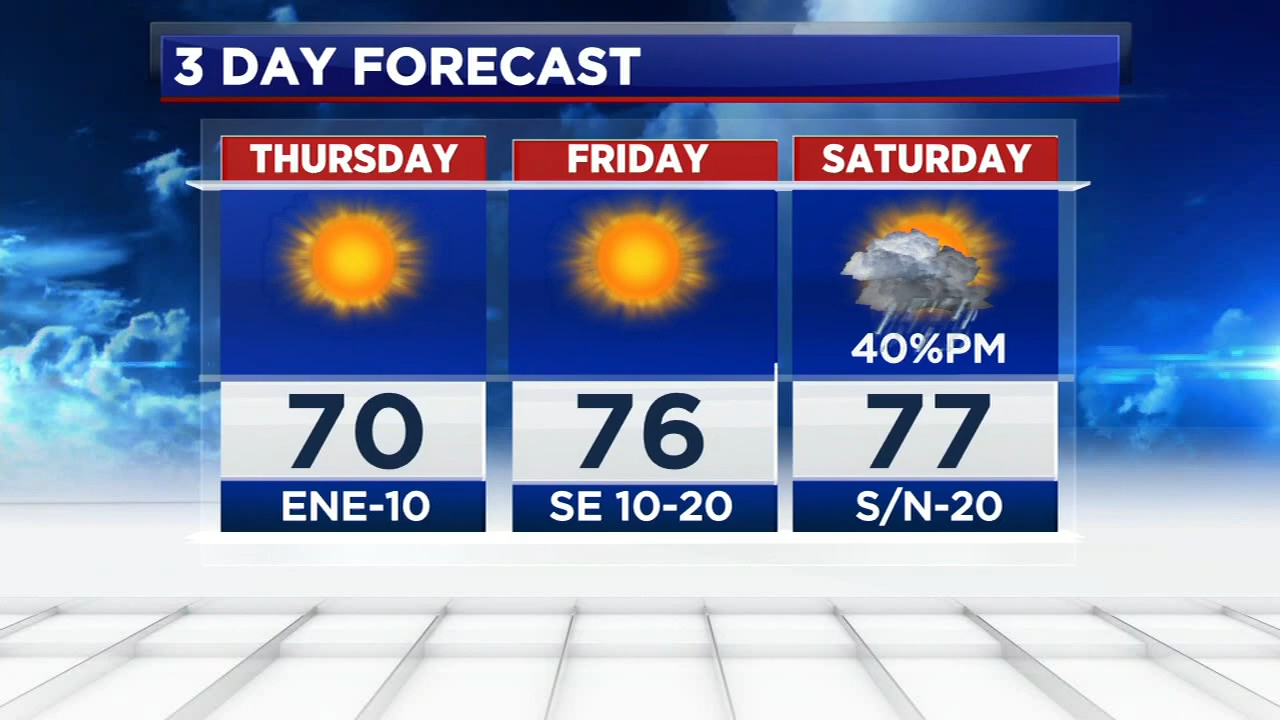 3 DAY FORECAST
THURSDAY
FRIDAY
SATURDAY
40%PM
70
76
77
ENE-10
SE 10-20
S/N-20